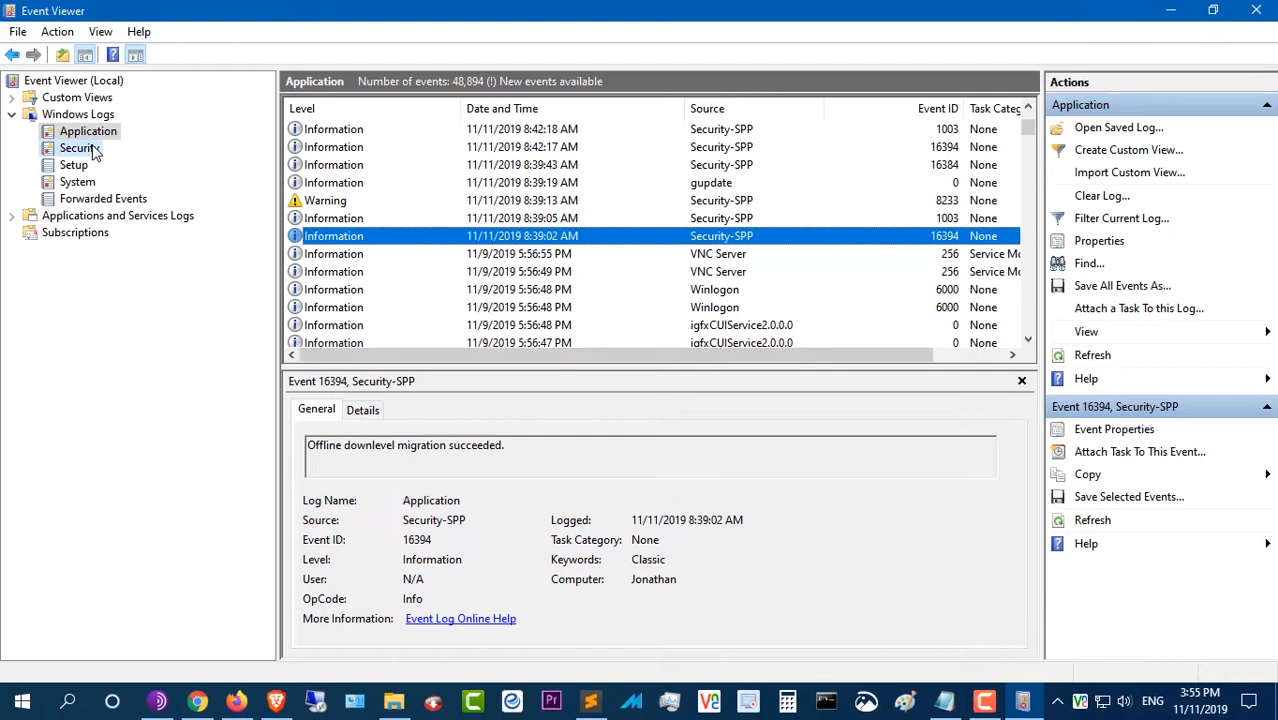 Event Viewer
File Action View Help
Event Viewer (Local)
Custom Views
Windows Logs
Application
Security
Setup
System
Forwarded Events
Applications and Services Logs
Subscriptions
Application Number of events: 48,894 (!) New events available
Level Date and Time Source Event ID Task Categ
Information 11/11/2019 8:42:18 AM Security-SPP 1003 None
Information 11/11/2019 8:42:17 AM Security-SPP 16394 None
Information 11/11/2019 8:39:43 AM Security-SPP 16384 None
Information 11/11/2019 8:39:19 AM gupdate 0 None
Warning 11/11/2019 8:39:13 AM Security-SPP 8233 None
Information 11/11/2019 8:39:05 AM Security-SPP 1003 None
Information 11/11/2019 8:39:02 AM Security-SPP 16394 None
Information 11/9/2019 5:56:55 PM VNC Server 256 Service Mo
Information 11/9/2019 5:56:49 PM VNC Server 256 Service Mo
Information 11/9/2019 5:56:48 PM Winlogon 6000 None
Information 11/9/2019 5:56:48 PM Winlogon 6000 None
Information 11/9/2019 5:56:48 PM igfxCUIService2.0.0.0 0 None
Information 11/9/2019 5:56:47 PM igfxCUIService2.0.0.0 0 None
Event 16394, Security-SPP
General Details
Offline downlevel migration succeeded.
Log Name: Application
Source: Security-SPP Logged: 11/11/2019 8:39:02 AM
Event ID: 16394 Task Category: None
Level: Information Keywords: Classic
User: N/A Computer: Jonathan
OpCode: Info
More Information: Event Log Online Help
Actions
Application
Open Saved Log...
Create Custom View...
Import Custom View...
Clear Log...
Filter Current Log...
Properties
Find...
Save All Events As...
Attach a Task To this Log...
View
Refresh
Help
Event 16394, Security-SPP
Event Properties
Attach Task To This Event...
Copy
Save Selected Events...
Refresh
Help
ENG
3:55 PM
11/11/2019